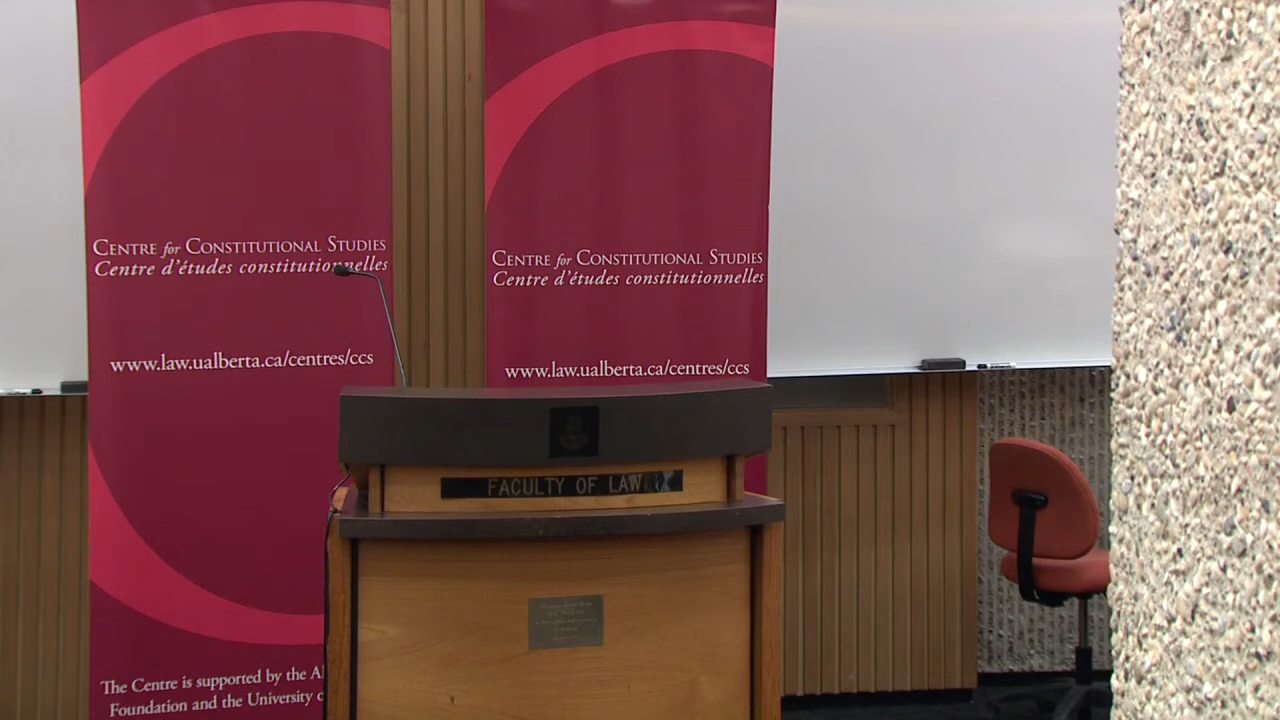 CENTRE for CONSTITUTIONAL STUDIES
Centre d'études constitutionnelles
www.law.ualberta.ca/centres/ccs
The Centre is supported by the Al
Foundation and the University o
CENTRE for CONSTITUTIONAL STUDIES
Centre d'études constitutionnelles
www.law.ualberta.ca/centres/ccs
FACULTY OF LAW